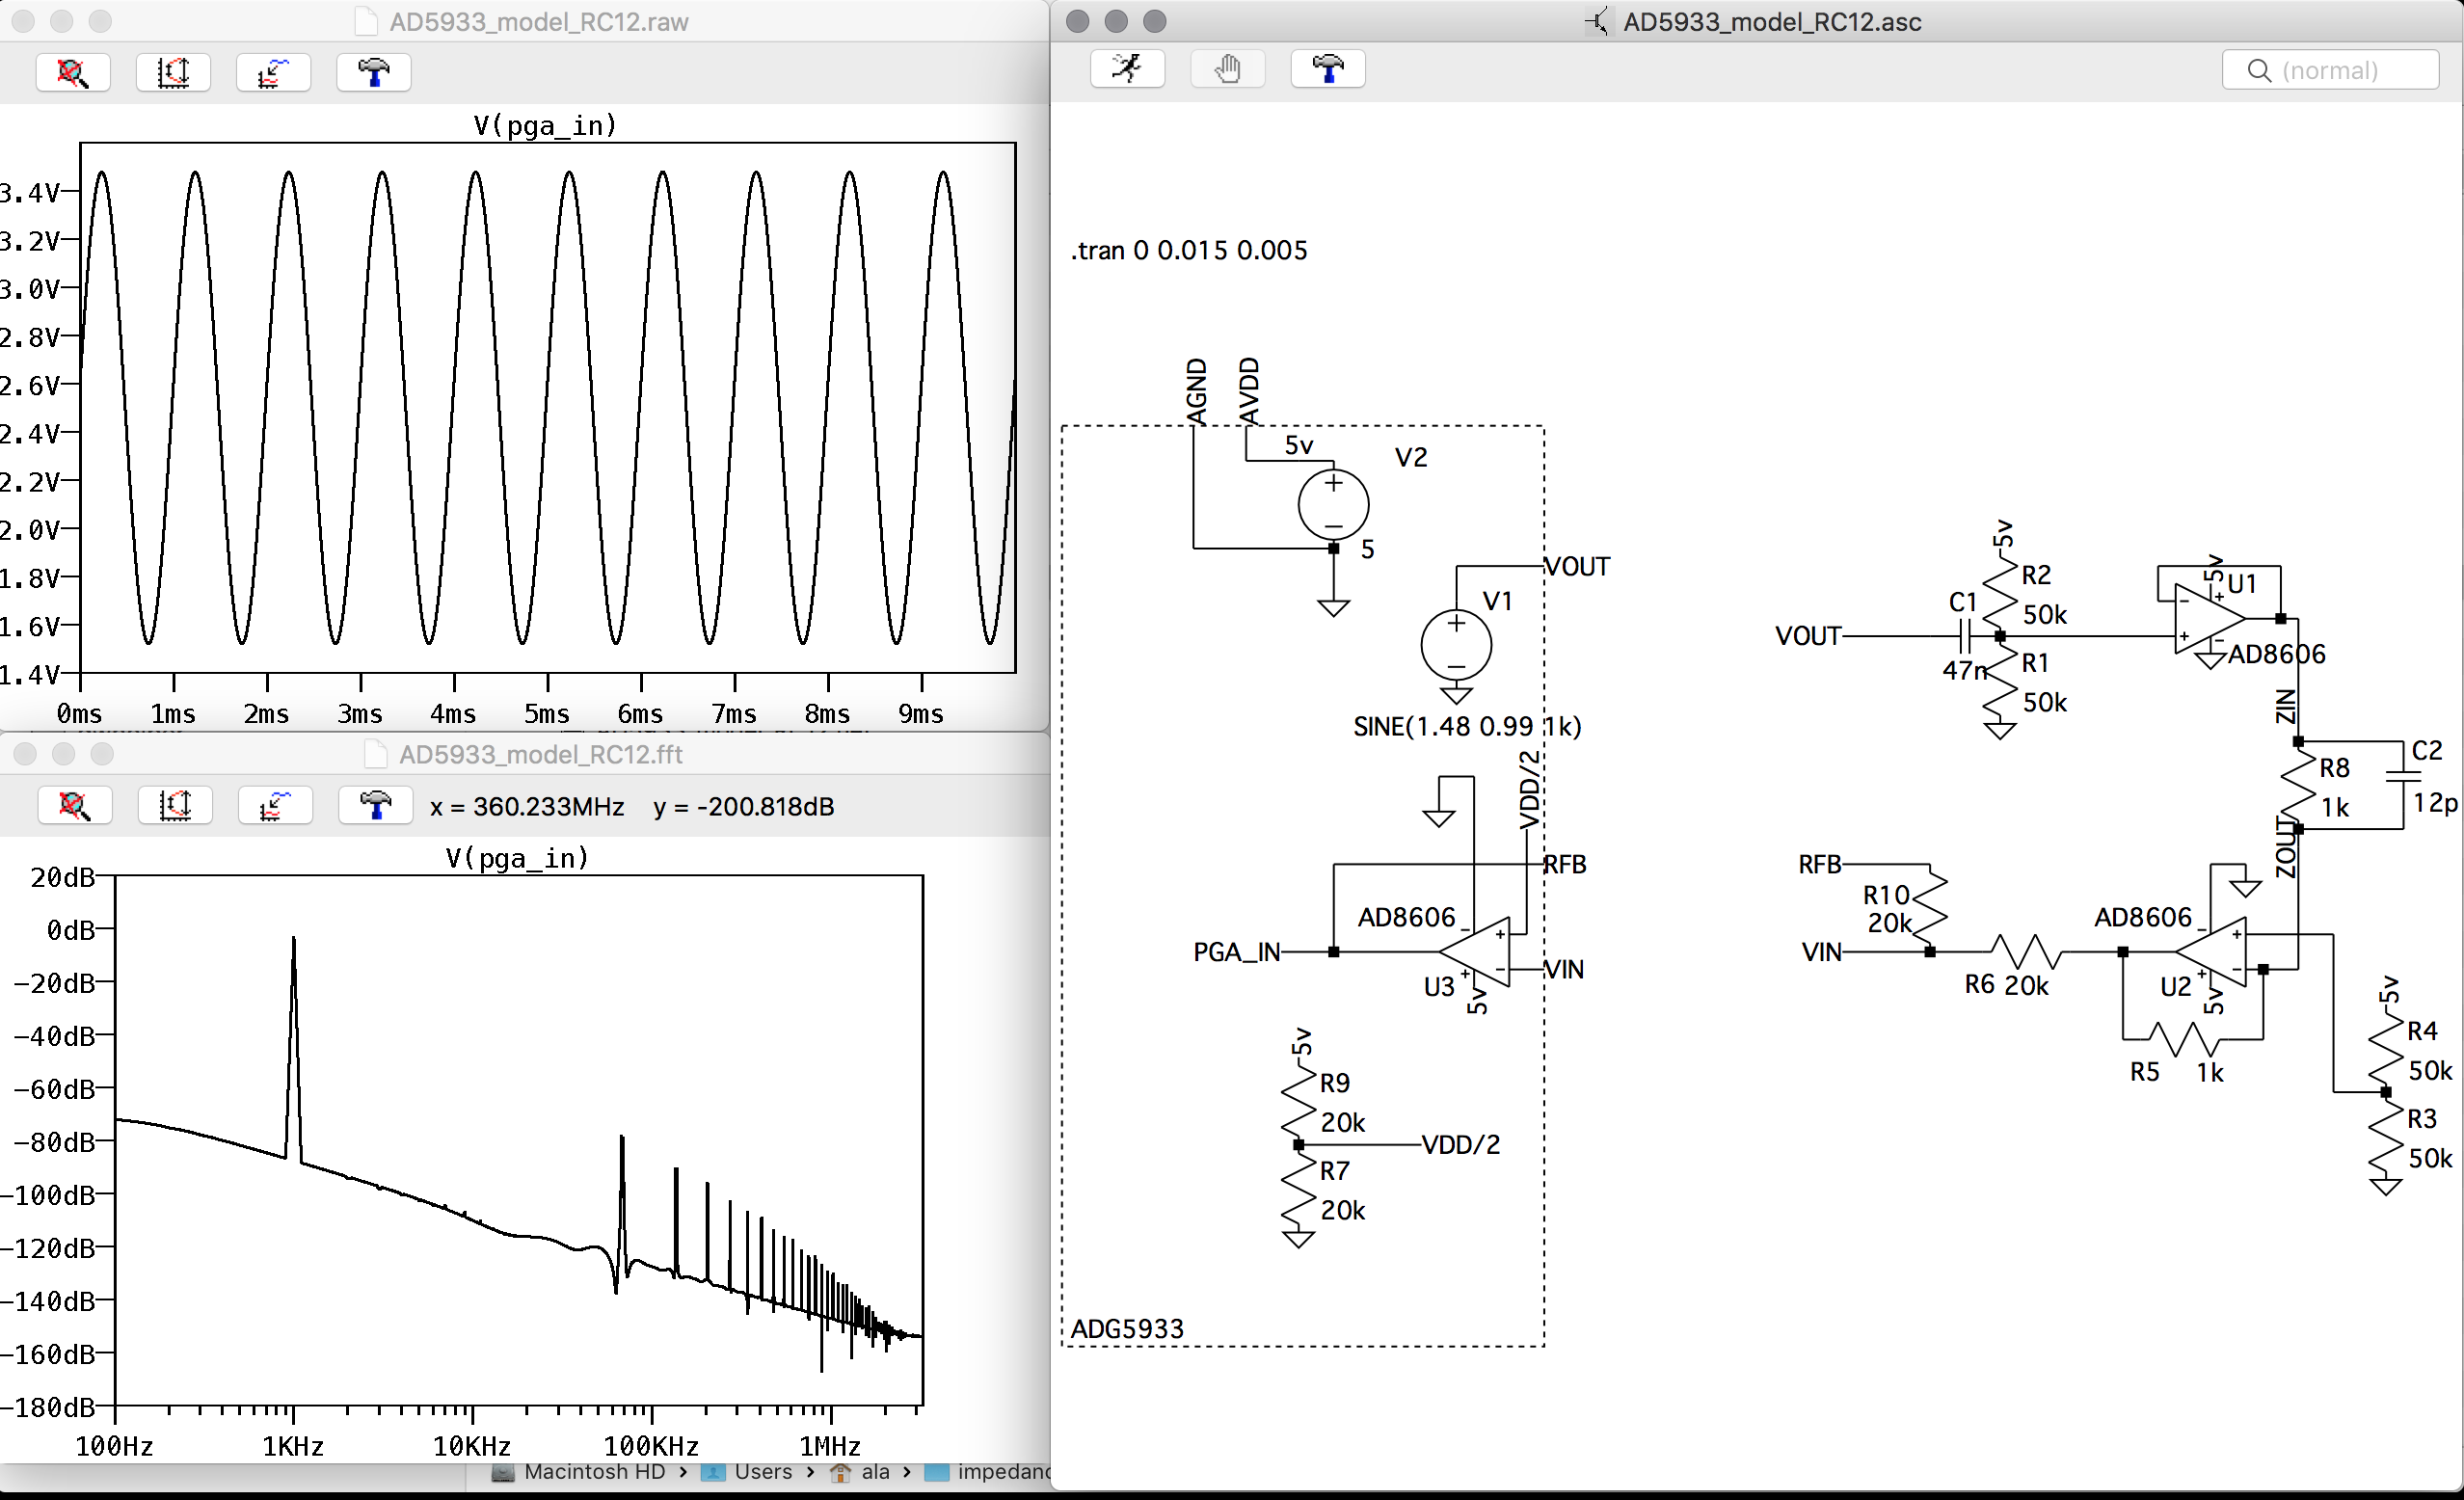 AD5933_model_RC12.raw
V(pga_in)
3.4V
3.2V
3.0V
2.8V
2.6V
2.4V
2.2V
2.0V
1.8V
1.6V
1.4V
0ms 1ms 2ms 3ms 4ms 5ms 6ms 7ms 8ms 9ms
AD5933_model_RC12.fft
x = 360.233MHz y = -200.818dB
V(pga_in)
20dB
0dB
-20dB
-40dB
-60dB
-80dB
-100dB
-120dB
-140dB
-160dB
-180dB
100Hz 1KHz 10KHz 100KHz 1MHz
Macintosh HD › Users › ala › impedanc
AD5933_model_RC12.asc
(normal)
.tran 0 0.015 0.005
AGND
AVDD
5v
V2
5
VOUT
V1
SINE(1.48 0.99 1k)
VDD/2
RFB
AD8606
PGA_IN
VIN
U3
5v
5v
R9
20k
VDD/2
R7
20k
ADG5933
5v
R2
50k
C1
47n
VOUT
R1
50k
5v
U1
AD8606
ZIN
C2
12p
R8
1k
ZOUT
RFB
R10
20k
VIN
R6 20k
AD8606
U2
5v
R5 1k
5v
R4
50k
R3
50k